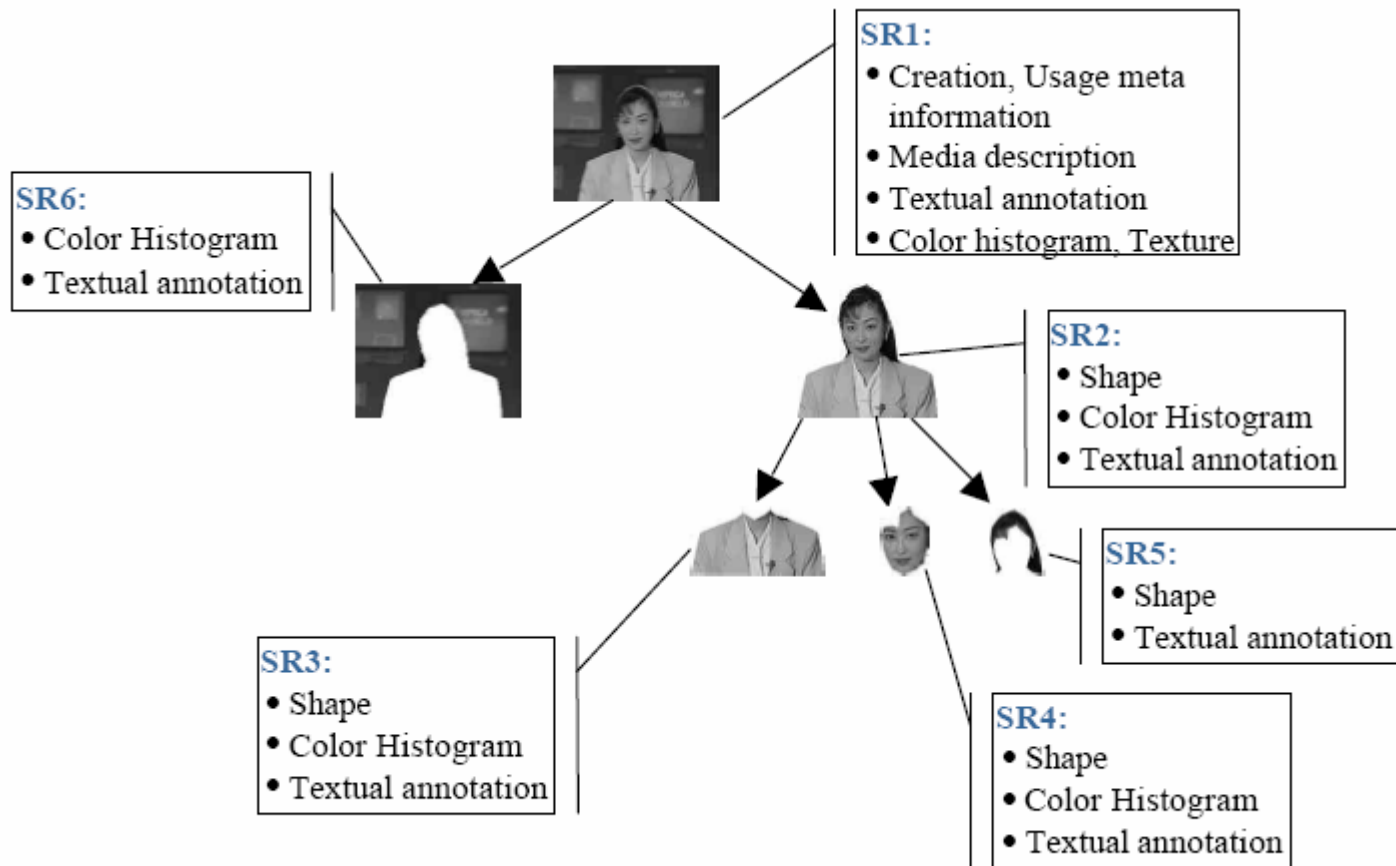 SR1:
• Creation, Usage meta
information
• Media description
• Textual annotation
• Color histogram, Texture
SR6:
• Color Histogram
• Textual annotation
SR2:
• Shape
• Color Histogram
• Textual annotation
SR5:
• Shape
• Textual annotation
SR3:
• Shape
• Color Histogram
• Textual annotation
SR4:
• Shape
• Color Histogram
• Textual annotation